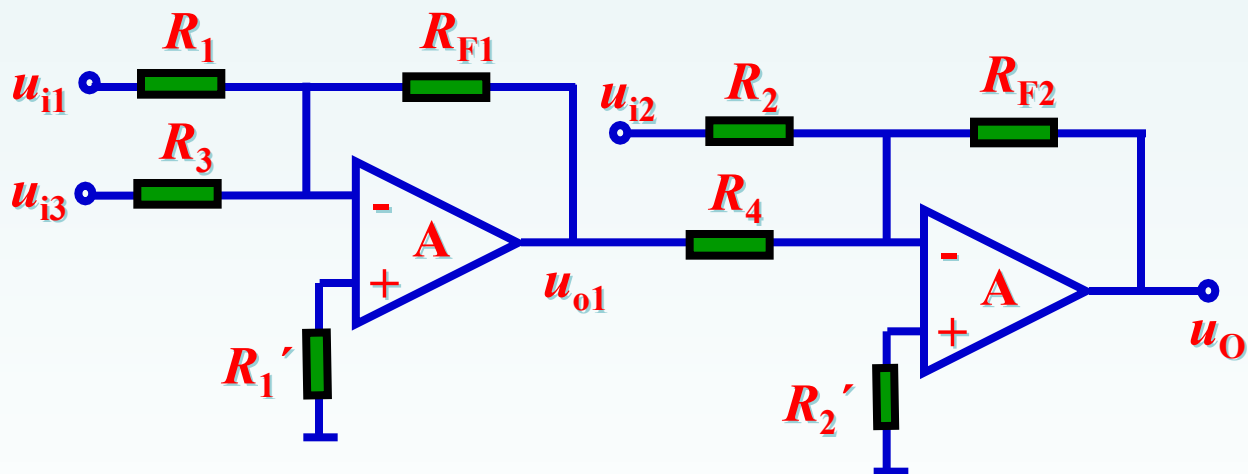 R1
RF1
ui1
R3
ui3
-
A
+
uo1
R1´
ui2
R2
RF2
R4
-
A
+
uO
R2´